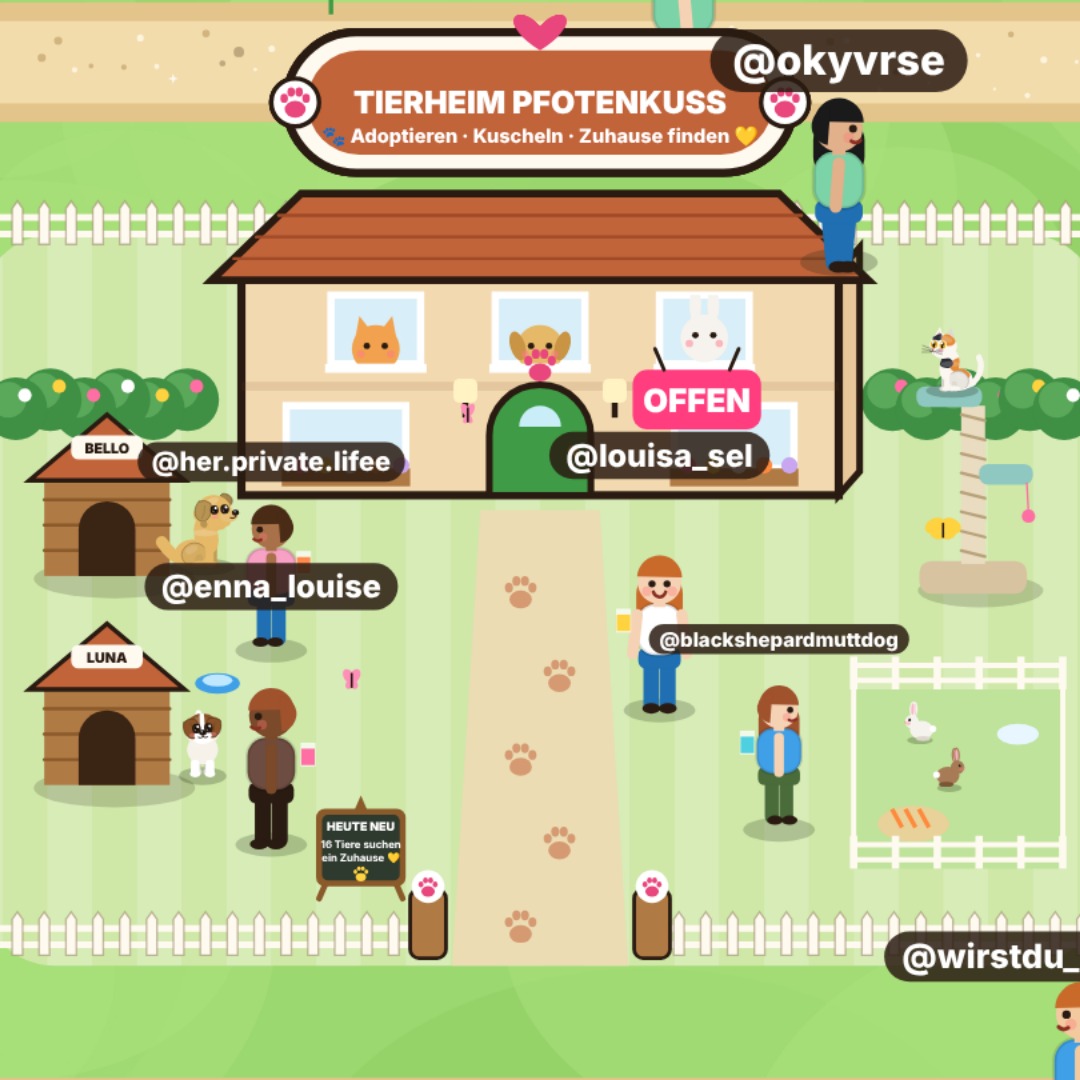 @okyvrse
TIERHEIM PFOTENKUSS
🐾 Adoptieren · Kuscheln · Zuhause finden 💛
OFFEN
BELLO
@her.private.lifee
@louisa_sel
@enna_louise
@blackshepardmuttdog
LUNA
HEUTE NEU
16 Tiere suchen
ein Zuhause 💛
@wirstdu_